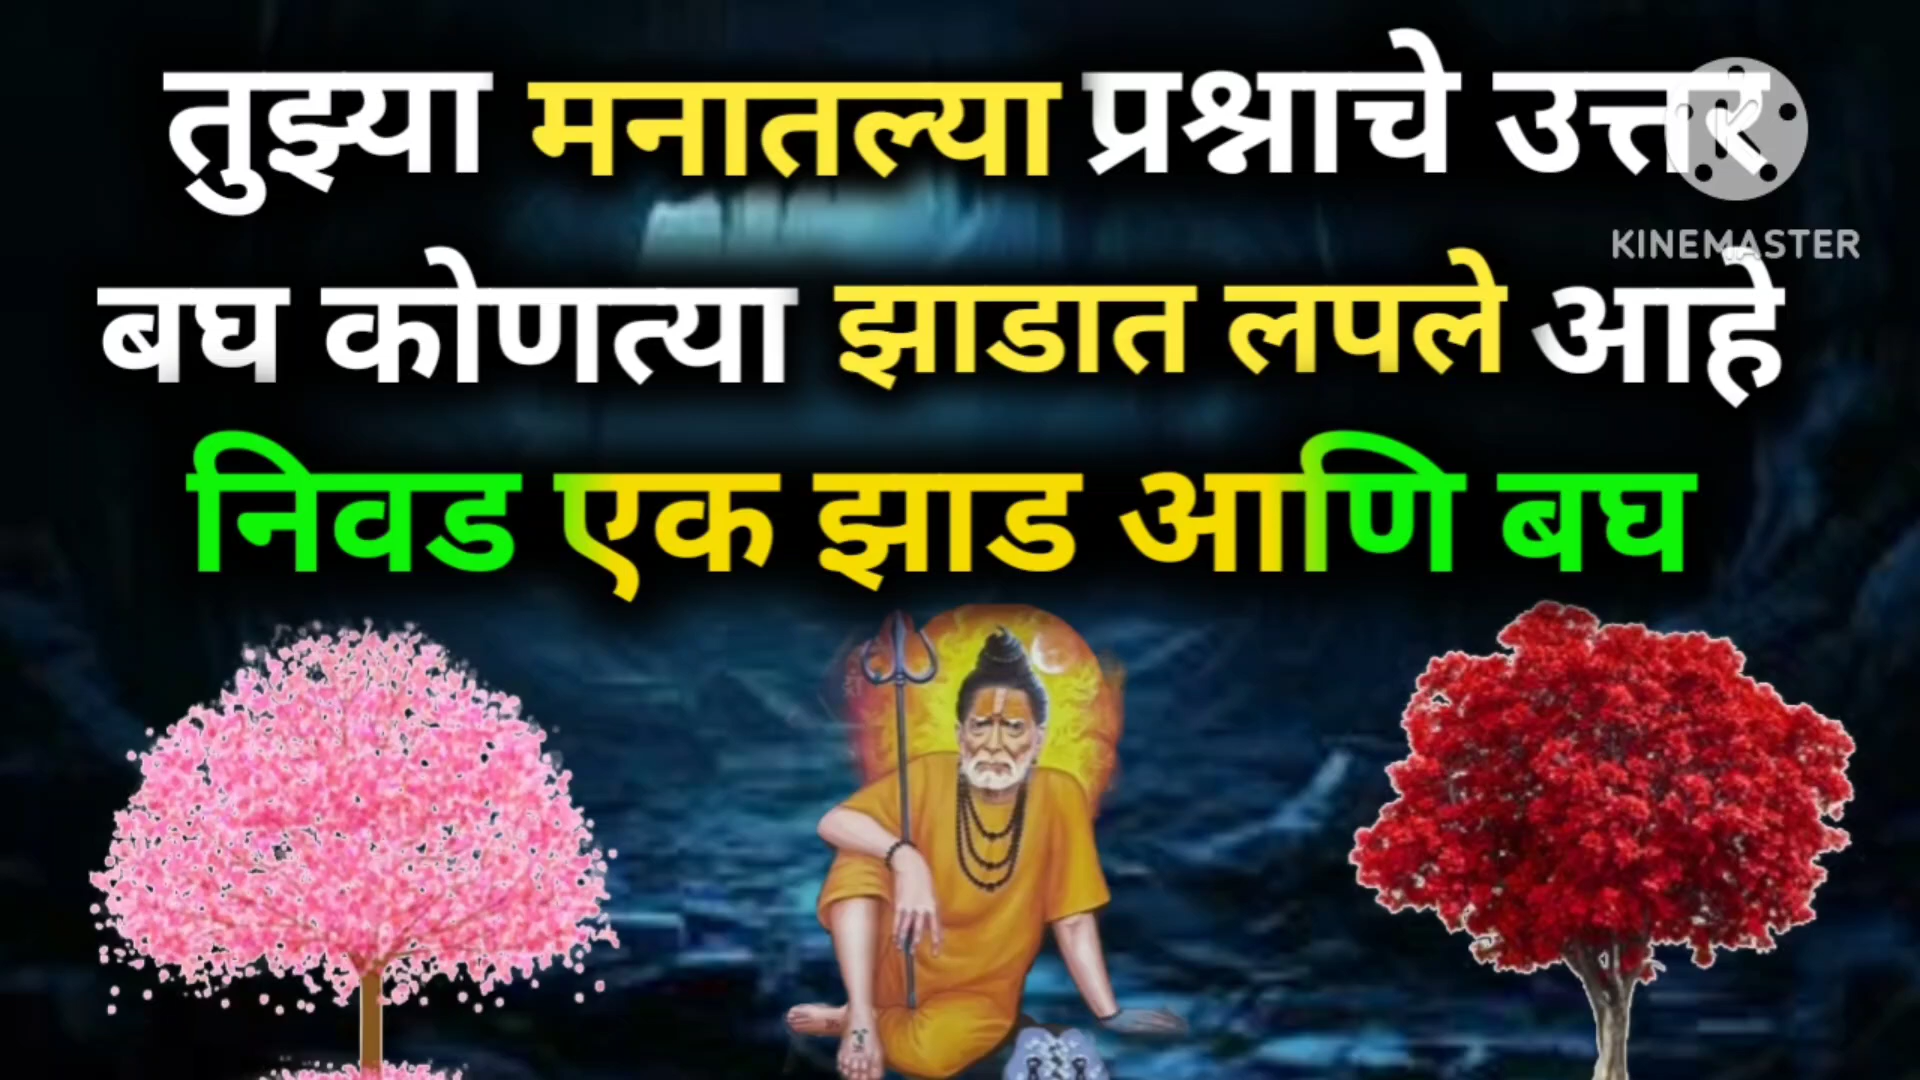 तुझ्या मनातल्या प्रश्नाचे उत्तर
KINEMASTER
बघ कोणत्या झाडात लपले आहे
निवड एक झाड आणि बघ